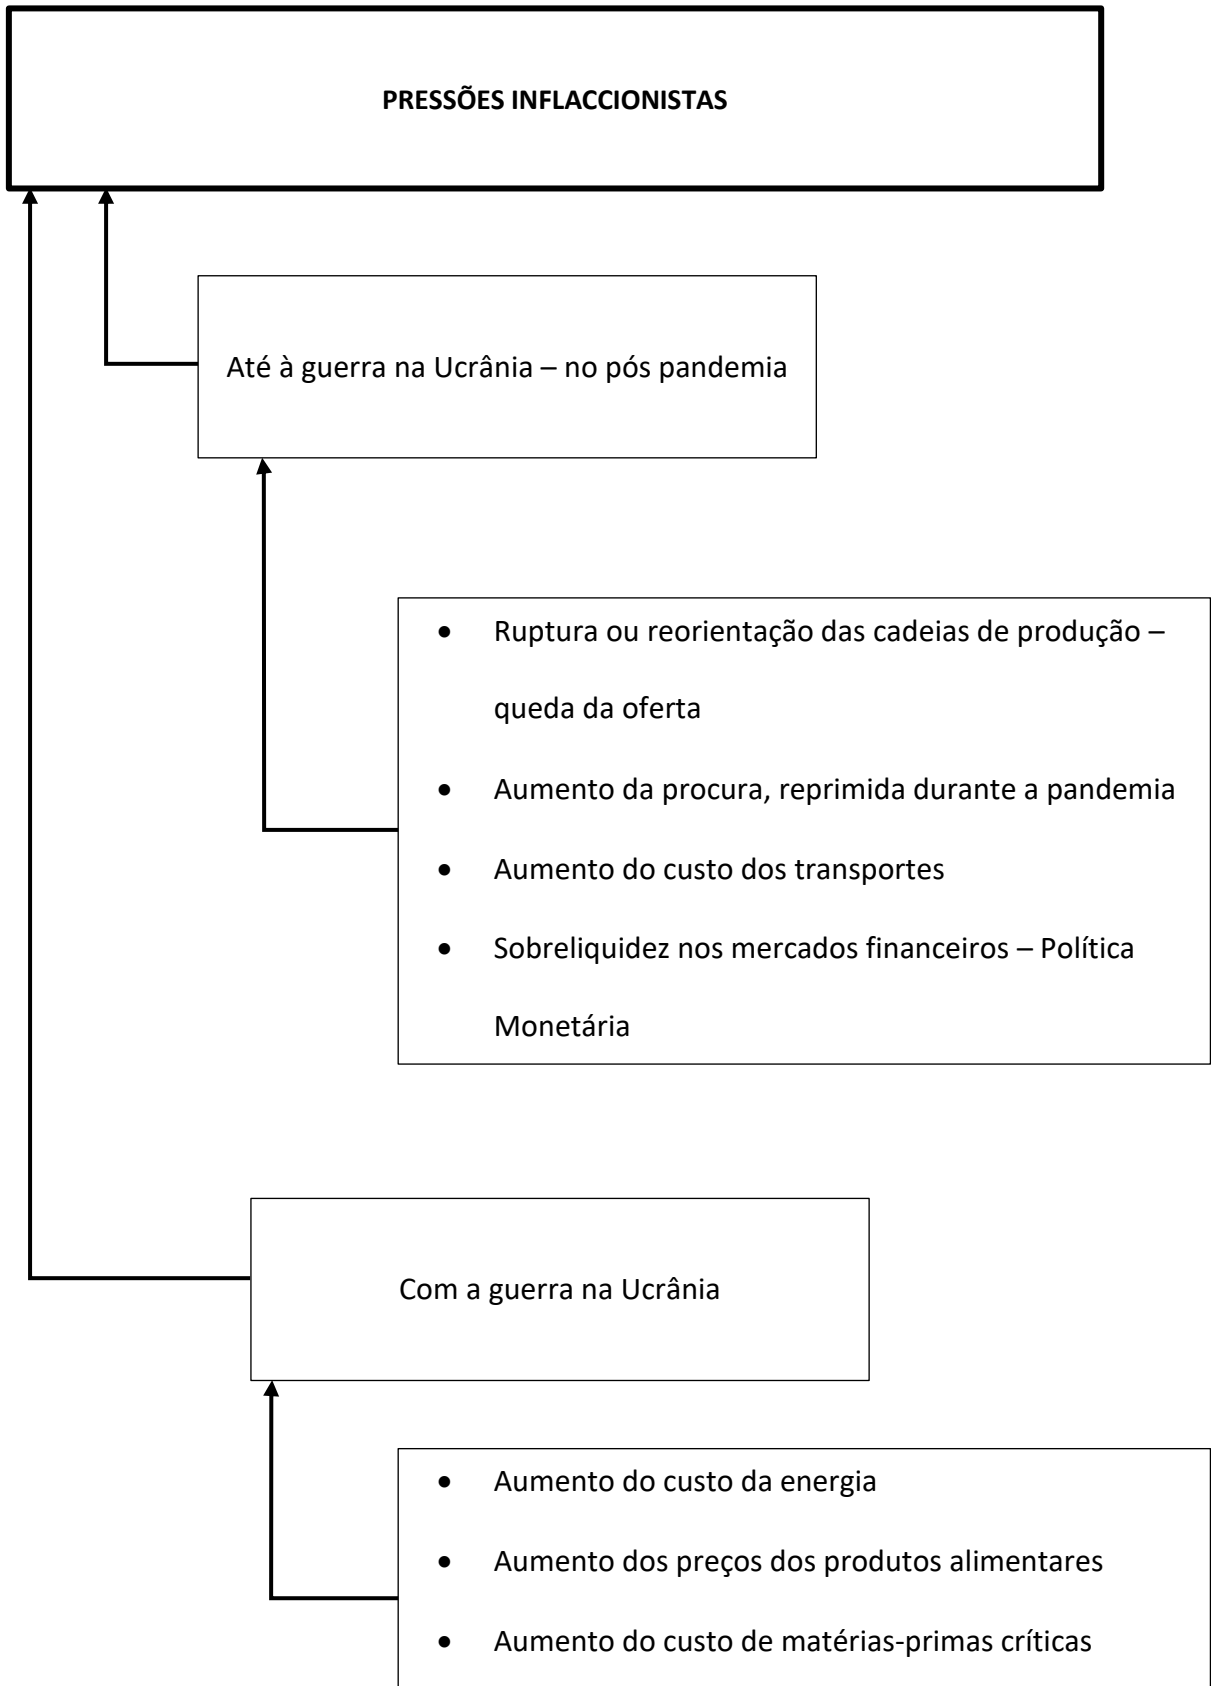 PRESSÕES INFLACCIONISTAS
Até à guerra na Ucrânia – no pós pandemia
• Ruptura ou reorientação das cadeias de produção –
queda da oferta
• Aumento da procura, reprimida durante a pandemia
• Aumento do custo dos transportes
• Sobreliquidez nos mercados financeiros – Política
Monetária
Com a guerra na Ucrânia
• Aumento do custo da energia
• Aumento dos preços dos produtos alimentares
• Aumento do custo de matérias-primas críticas